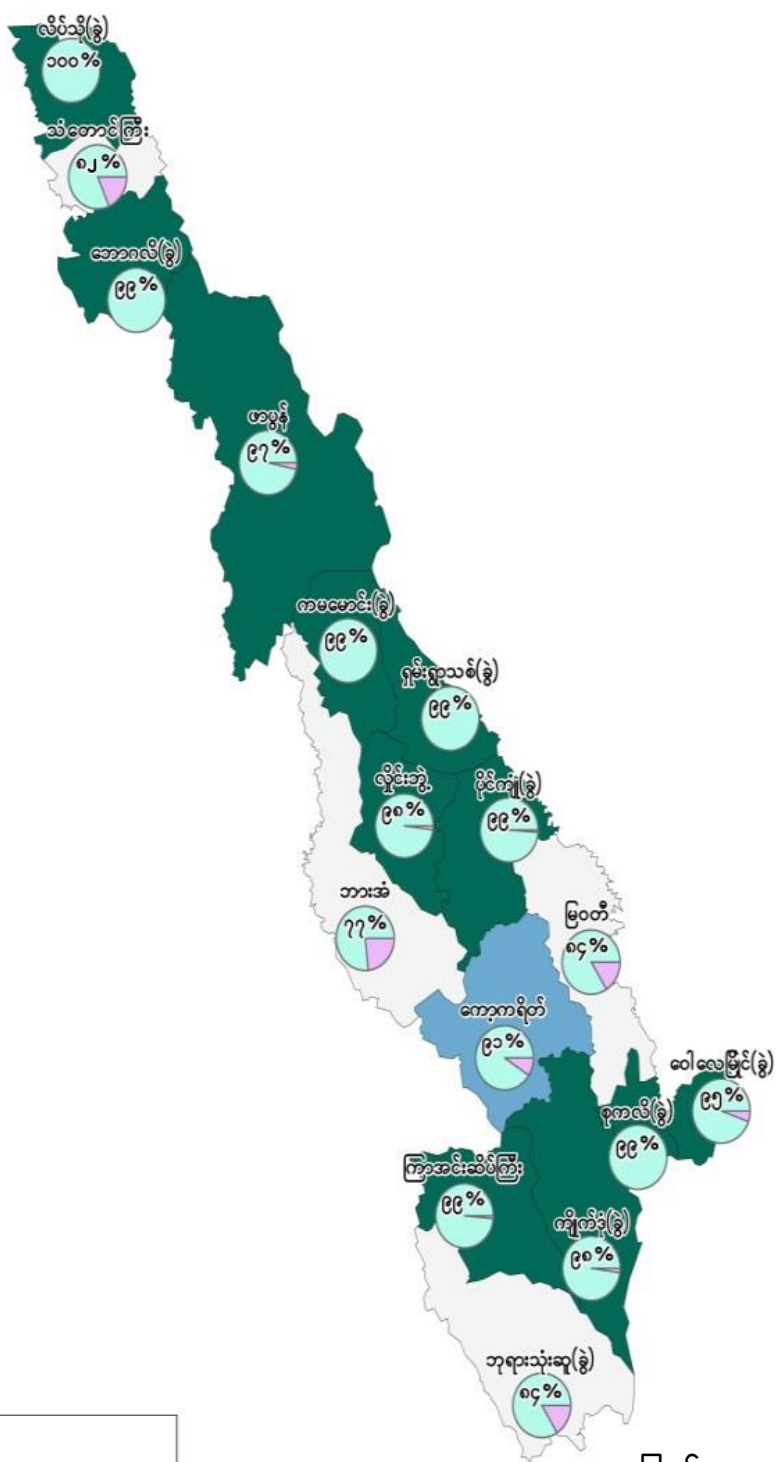 လိပ်သို(ခွဲ)
၁၀၀%
သံတောင်ကြီး
၈၂%
ဘောဂလိ(ခွဲ)
၉၉%
ဖာပွန်
၉၇%
ကမမောင်း(ခွဲ)
၉၉%
ရှမ်းရွာသစ်(ခွဲ)
၉၉%
လှိုင်းဘွဲ့
၉၈%
ပိုင်ကျုံ(ခွဲ)
၉၉%
ဘားအံ
၇၇%
မြဝတီ
၈၄%
ကော့ကရိတ်
၉၁%
ဝေါလေမြိုင်(ခွဲ)
၉၅%
စုကလိ(ခွဲ)
၉၉%
ကြာအင်းဆိပ်ကြီး
၉၉%
ကျိုက်ဒုံ(ခွဲ)
၉၈%
ဘုရားသုံးဆူ(ခွဲ)
၈၄%